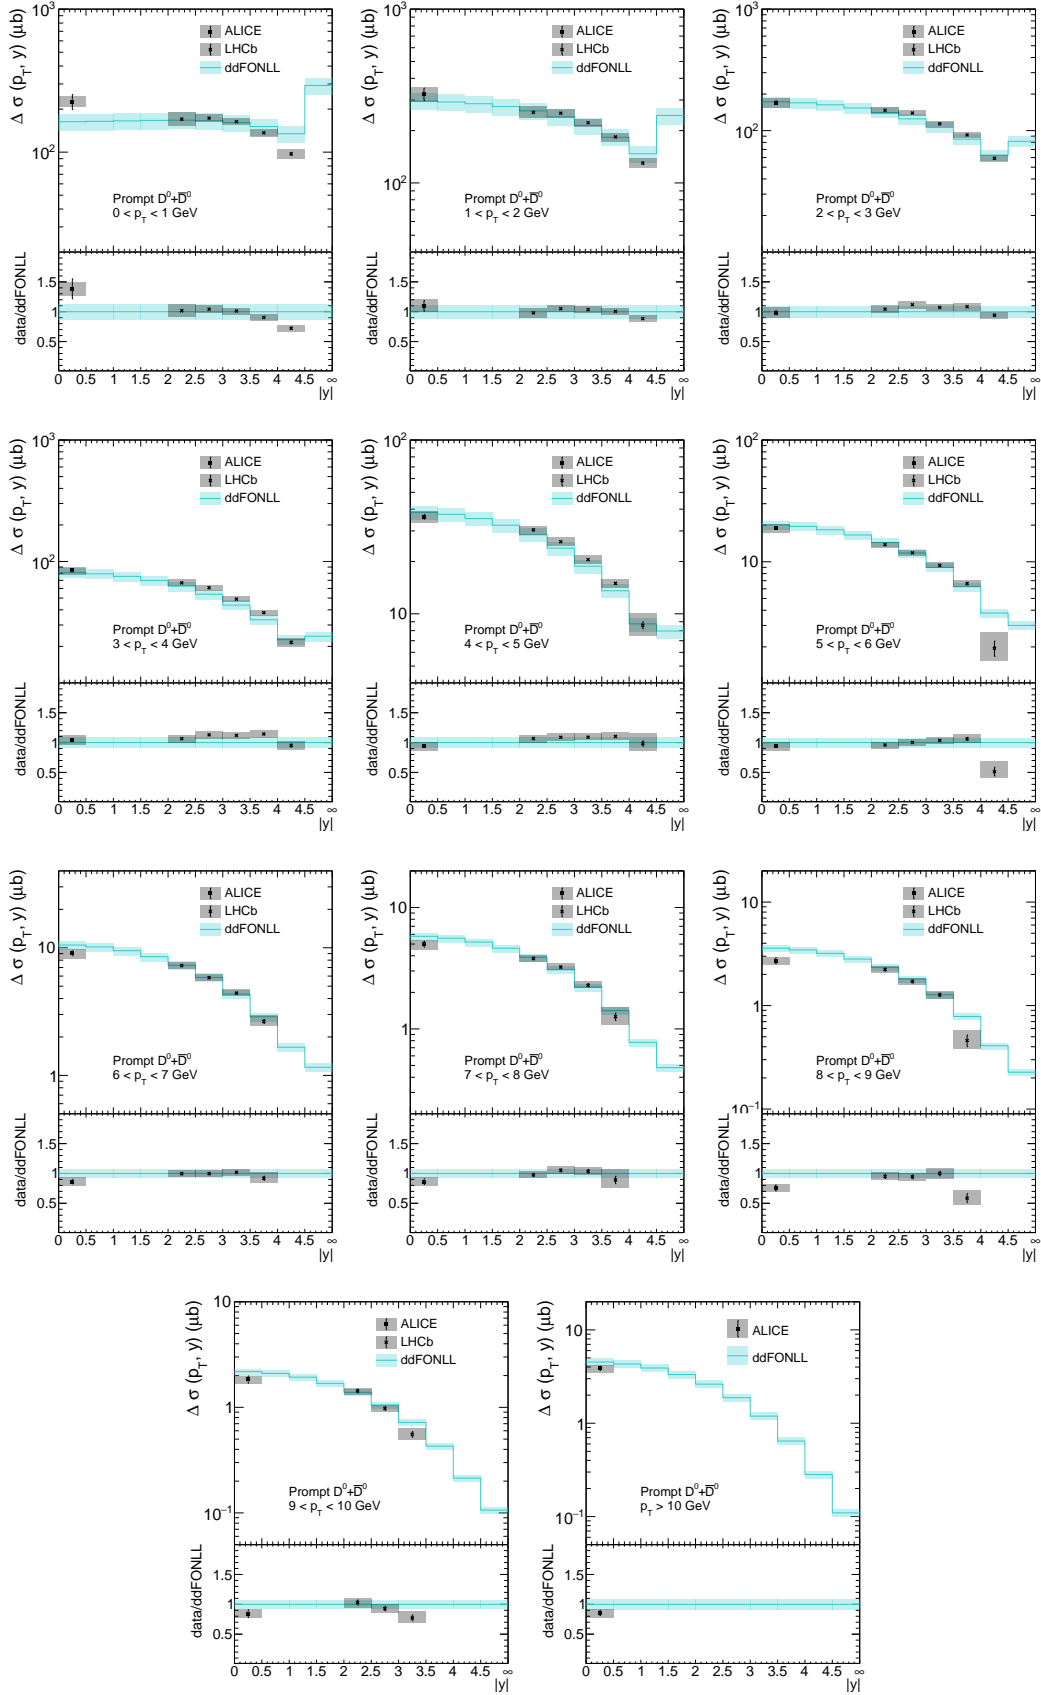 Δ σ (p_T, y) (μb)
10³
10²
ALICE
LHCb
ddFONLL
Prompt D⁰+D̅⁰
0 < p_T < 1 GeV
data/ddFONLL
1.5
1
0.5
0 0.5 1 1.5 2 2.5 3 3.5 4 4.5 ∞
|y|
Δ σ (p_T, y) (μb)
10³
10²
ALICE
LHCb
ddFONLL
Prompt D⁰+D̅⁰
1 < p_T < 2 GeV
data/ddFONLL
1.5
1
0.5
0 0.5 1 1.5 2 2.5 3 3.5 4 4.5 ∞
|y|
Δ σ (p_T, y) (μb)
10³
10²
ALICE
LHCb
ddFONLL
Prompt D⁰+D̅⁰
2 < p_T < 3 GeV
data/ddFONLL
1.5
1
0.5
0 0.5 1 1.5 2 2.5 3 3.5 4 4.5 ∞
|y|
Δ σ (p_T, y) (μb)
10³
10²
ALICE
LHCb
ddFONLL
Prompt D⁰+D̅⁰
3 < p_T < 4 GeV
data/ddFONLL
1.5
1
0.5
0 0.5 1 1.5 2 2.5 3 3.5 4 4.5 ∞
|y|
Δ σ (p_T, y) (μb)
10²
10
ALICE
LHCb
ddFONLL
Prompt D⁰+D̅⁰
4 < p_T < 5 GeV
data/ddFONLL
1.5
1
0.5
0 0.5 1 1.5 2 2.5 3 3.5 4 4.5 ∞
|y|
Δ σ (p_T, y) (μb)
10²
10
ALICE
LHCb
ddFONLL
Prompt D⁰+D̅⁰
5 < p_T < 6 GeV
data/ddFONLL
1.5
1
0.5
0 0.5 1 1.5 2 2.5 3 3.5 4 4.5 ∞
|y|
Δ σ (p_T, y) (μb)
10
1
ALICE
LHCb
ddFONLL
Prompt D⁰+D̅⁰
6 < p_T < 7 GeV
data/ddFONLL
1.5
1
0.5
0 0.5 1 1.5 2 2.5 3 3.5 4 4.5 ∞
|y|
Δ σ (p_T, y) (μb)
10
1
ALICE
LHCb
ddFONLL
Prompt D⁰+D̅⁰
7 < p_T < 8 GeV
data/ddFONLL
1.5
1
0.5
0 0.5 1 1.5 2 2.5 3 3.5 4 4.5 ∞
|y|
Δ σ (p_T, y) (μb)
10
1
10⁻¹
ALICE
LHCb
ddFONLL
Prompt D⁰+D̅⁰
8 < p_T < 9 GeV
data/ddFONLL
1.5
1
0.5
0 0.5 1 1.5 2 2.5 3 3.5 4 4.5 ∞
|y|
Δ σ (p_T, y) (μb)
10
1
10⁻¹
ALICE
LHCb
ddFONLL
Prompt D⁰+D̅⁰
9 < p_T < 10 GeV
data/ddFONLL
1.5
1
0.5
0 0.5 1 1.5 2 2.5 3 3.5 4 4.5 ∞
|y|
Δ σ (p_T, y) (μb)
10
1
10⁻¹
ALICE
ddFONLL
Prompt D⁰+D̅⁰
p_T > 10 GeV
data/ddFONLL
1.5
1
0.5
0 0.5 1 1.5 2 2.5 3 3.5 4 4.5 ∞
|y|